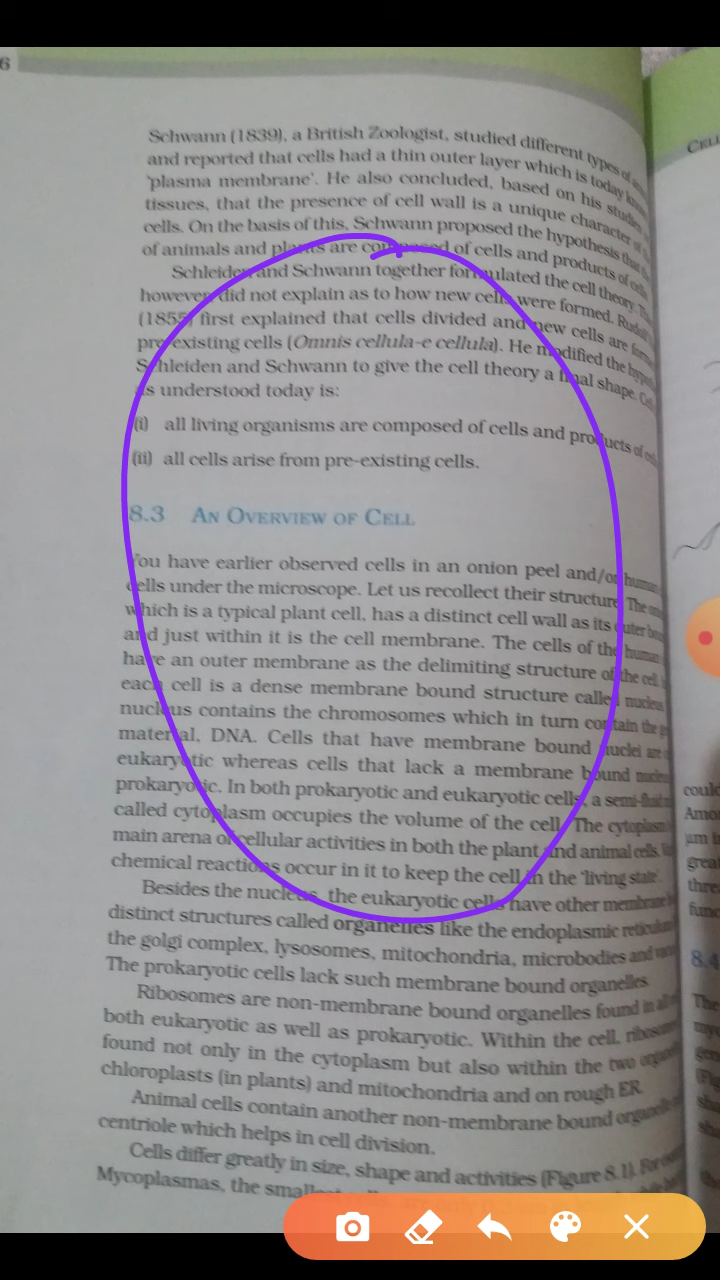 6
Schwann (1839), a British Zoologist, studied different types of
and reported that cells had a thin outer layer which is today
'plasma membrane'. He also concluded, based on his studies
tissues, that the presence of cell wall is a unique character of
cells. On the basis of this, Schwann proposed the hypothesis that
of animals and plants are composed of cells and products of
Schleiden and Schwann together formulated the cell theory.
however, did not explain as to how new cells were formed.
(1855) first explained that cells divided and new cells are
pre-existing cells (Omnis cellula-e cellula). He modified the
Schleiden and Schwann to give the cell theory a final shape.
as understood today is:
(i) all living organisms are composed of cells and products of
(ii) all cells arise from pre-existing cells.
8.3 AN OVERVIEW OF CELL
You have earlier observed cells in an onion peel and/or human
cells under the microscope. Let us recollect their structure. The
which is a typical plant cell, has a distinct cell wall as its outer
and just within it is the cell membrane. The cells of the human
have an outer membrane as the delimiting structure of the cell.
each cell is a dense membrane bound structure called nucleus
nucleus contains the chromosomes which in turn contain the
material, DNA. Cells that have membrane bound nuclei are
eukaryotic whereas cells that lack a membrane bound
prokaryotic. In both prokaryotic and eukaryotic cells, a semi-fluid
called cytoplasm occupies the volume of the cell. The cytoplasm
main arena of cellular activities in both the plant and animal cells.
chemical reactions occur in it to keep the cell in the 'living state'.
Besides the nucleus, the eukaryotic cells have other membrane
distinct structures called organelles like the endoplasmic reticulum
the golgi complex, lysosomes, mitochondria, microbodies and
The prokaryotic cells lack such membrane bound organelles.
Ribosomes are non-membrane bound organelles found in
both eukaryotic as well as prokaryotic. Within the cell,
found not only in the cytoplasm but also within the two
chloroplasts (in plants) and mitochondria and on rough ER.
Animal cells contain another non-membrane bound
centriole which helps in cell division.
Cells differ greatly in size, shape and activities (Figure 8.1). For
Mycoplasmas, the
8.4
The